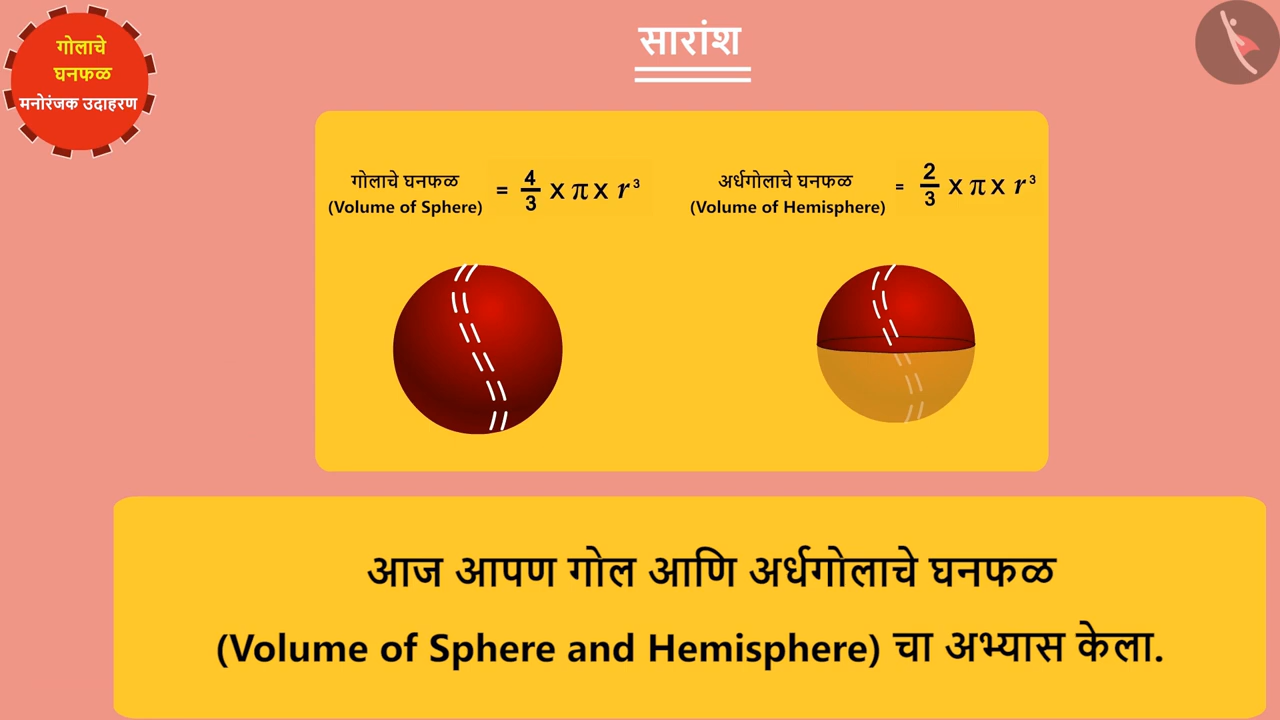 गोलाचे
घनफळ
मनोरंजक उदाहरण
सारांश
गोलाचे घनफळ
(Volume of Sphere) = 4/3 x π x r³
अर्धगोलाचे घनफळ
(Volume of Hemisphere) = 2/3 x π x r³
आज आपण गोल आणि अर्धगोलाचे घनफळ
(Volume of Sphere and Hemisphere) चा अभ्यास केला.